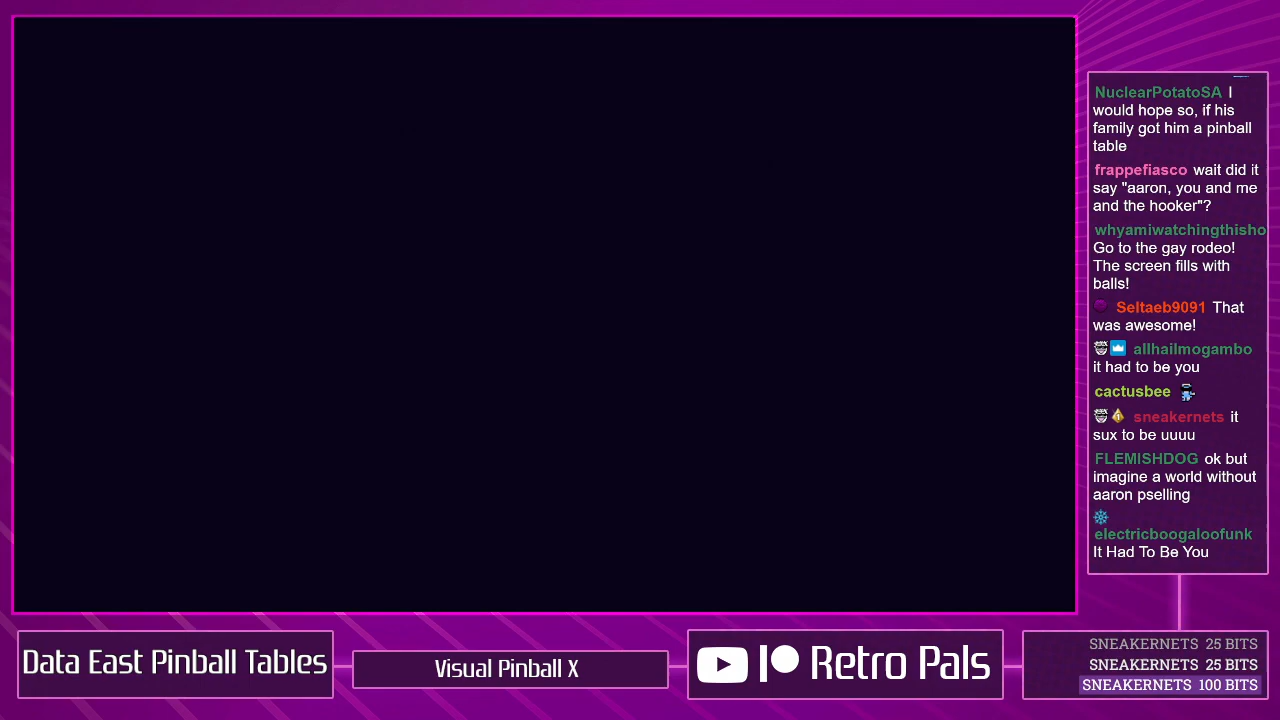 NuclearPotatoSA I
would hope so, if his
family got him a pinball
table
frappefiasco wait did it
say "aaron, you and me
and the hooker"?
whyamiwatchingthisho
Go to the gay rodeo!
The screen fills with
balls!
Seltaeb9091 That
was awesome!
allhailmogambo
it had to be you
cactusbee
sneakernets it
sux to be uuuu
FLEMISHDOG ok but
imagine a world without
aaron pselling
electricboogaloofunk
It Had To Be You
Data East Pinball Tables
Visual Pinball X
Retro Pals
SNEAKERNETS 25 BITS
SNEAKERNETS 25 BITS
SNEAKERNETS 100 BITS